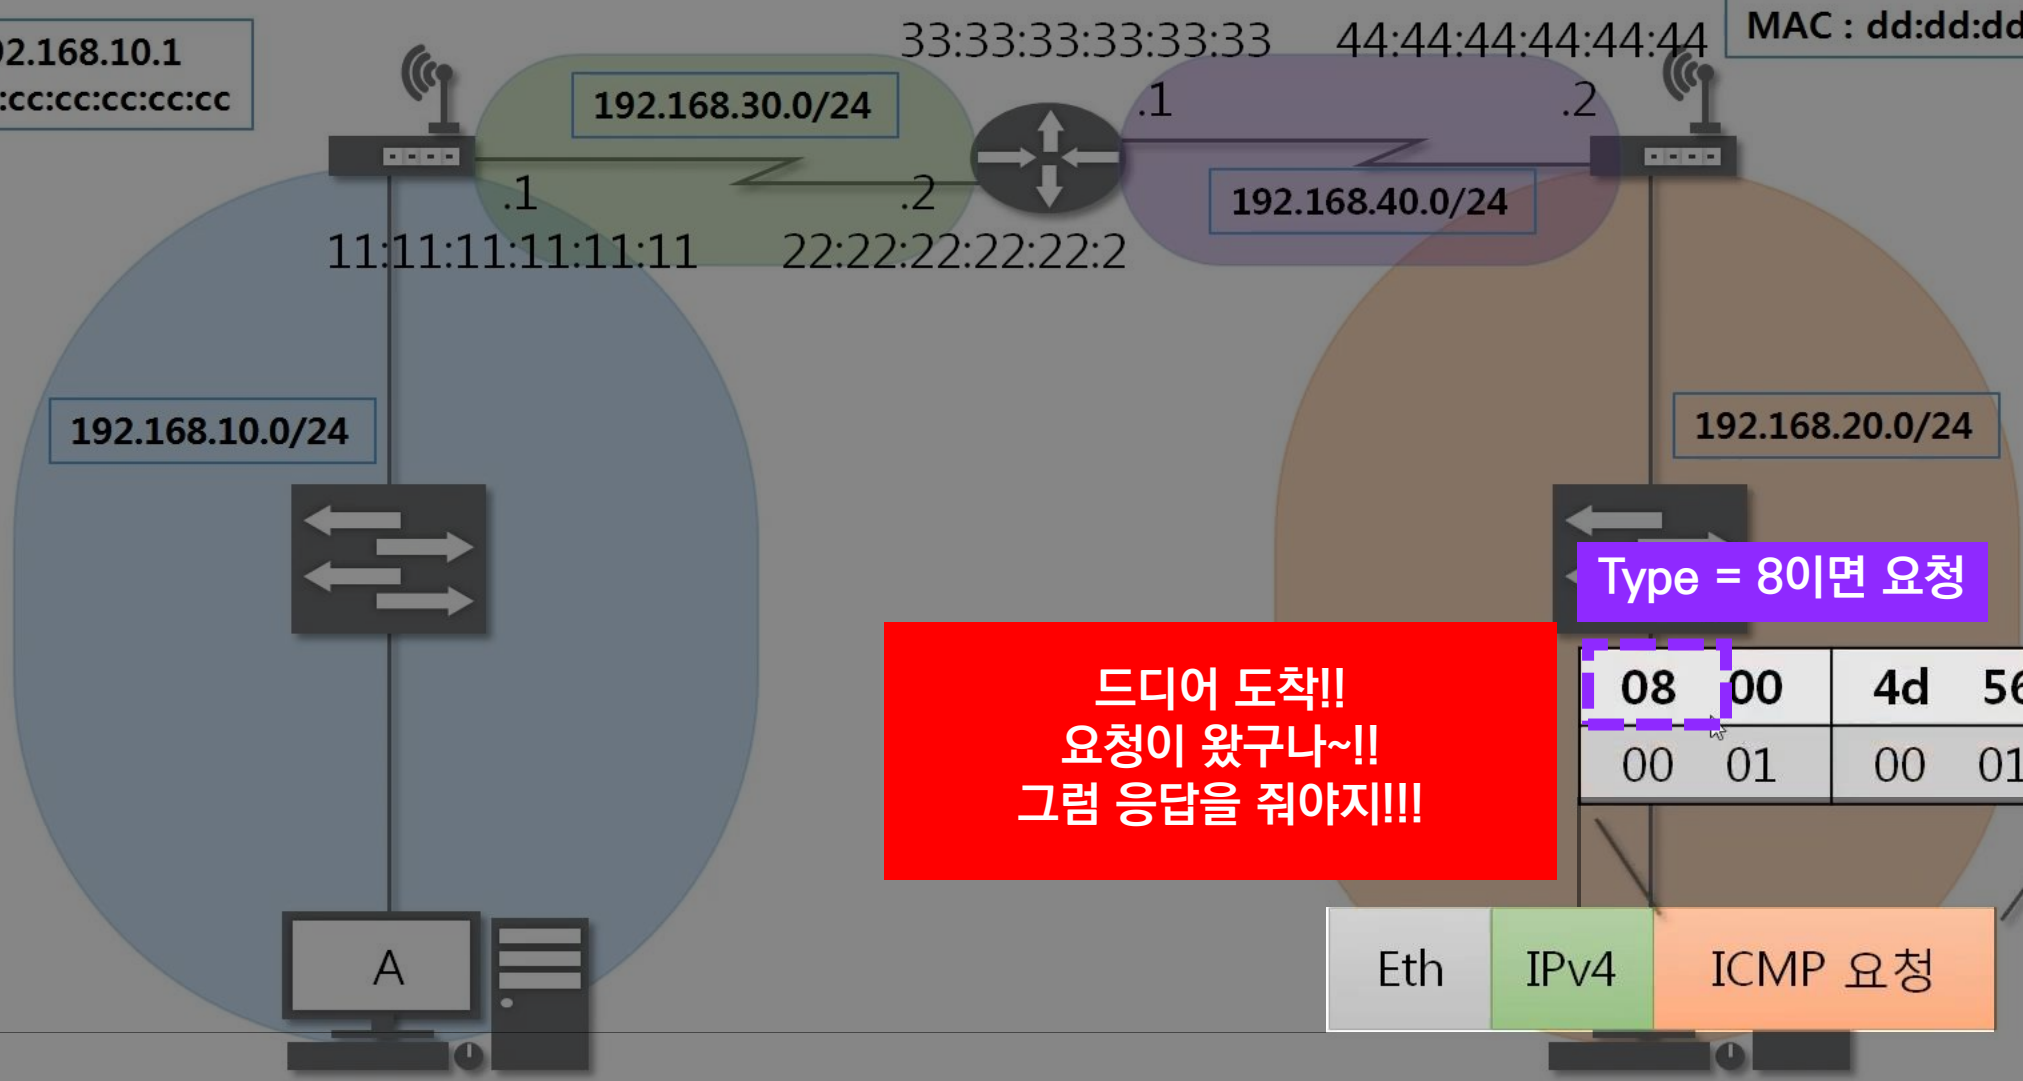 2.168.10.1
:cc:cc:cc:cc:cc
192.168.30.0/24
33:33:33:33:33:33
44:44:44:44:44:44
MAC : dd:dd:dd
.1
.2
.1
.2
192.168.40.0/24
11:11:11:11:11:11
22:22:22:22:22:2
192.168.10.0/24
192.168.20.0/24
Type = 8이면 요청
드디어 도착!!
요청이 왔구나~!!
그럼 응답을 줘야지!!!
08 00 4d 56
00 01 00 01
A
Eth IPv4 ICMP 요청